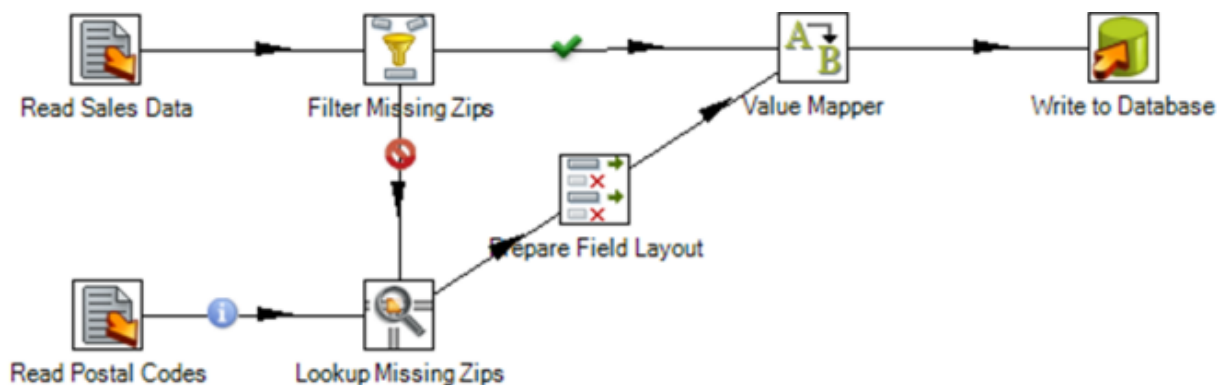 Read Sales Data
Filter Missing Zips
A
B
Value Mapper
Write to Database
Prepare Field Layout
i
Read Postal Codes
Lookup Missing Zips